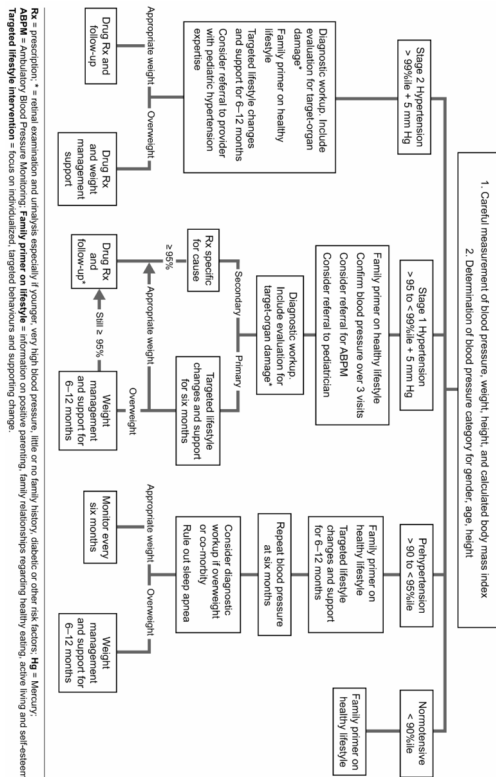 1. Careful measurement of blood pressure, weight, height, and calculated body mass index
2. Determination of blood pressure category for gender, age, height
Stage 2 Hypertension
> 99%ile + 5 mm Hg
Diagnostic workup. Include
evaluation for target-organ
damage*
Family primer on healthy
lifestyle
Targeted lifestyle changes
and support for 6–12 months
Consider referral to provider
with pediatric hypertension
expertise
Appropriate weight
Overweight
Drug Rx and
follow-up
Drug Rx
and weight
management
support
Stage 1 Hypertension
> 95 to <99%ile + 5 mm Hg
Family primer on healthy lifestyle
Confirm blood pressure over 3 visits
Consider referral for ABPM
Consider referral to pediatrician
Diagnostic workup.
Include evaluation for
target-organ damage*
Secondary
Primary
Rx specific
for cause
Targeted lifestyle
changes and support
for six months
≥ 95%
Appropriate weight
Overweight
Drug Rx
and
follow-up*
Still ≥ 95%
Weight
management
and support for
6–12 months
Prehypertension
> 90 to <95%ile
Family primer on
healthy lifestyle
Targeted lifestyle
changes and support
for 6–12 months
Repeat blood pressure
at six months
Consider diagnostic
workup if overweight
or co-morbity
Rule out sleep apnea
Appropriate weight
Overweight
Monitor every
six months
Weight
management
and support for
6–12 months
Normotensive
< 90%ile
Family primer on
healthy lifestyle
Rx = prescription; * = retinal examination and urinalysis especially if younger, very high blood pressure, little or no family history, diabetic or other risk factors; Hg = Mercury;
ABPM = Ambulatory Blood Pressure Monitoring; Family primer on lifestyle = information on positive parenting, family relationships regarding healthy eating, active living and self-esteem
Targeted lifestyle intervention = focus on individualized, targeted behaviours and supporting change.